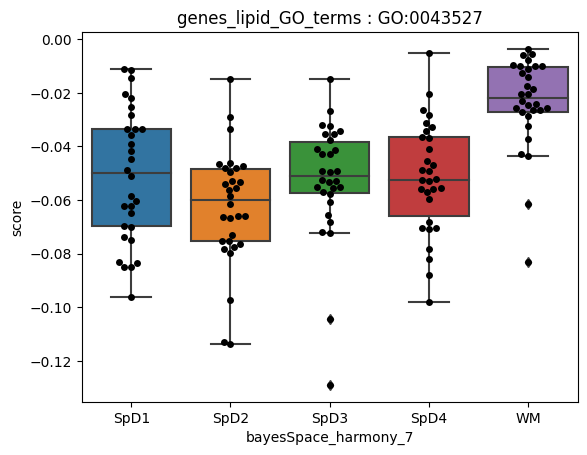 genes_lipid_GO_terms : GO:0043527
0.00
−0.02
−0.04
−0.06
−0.08
−0.10
−0.12
score
SpD1 SpD2 SpD3 SpD4 WM
bayesSpace_harmony_7